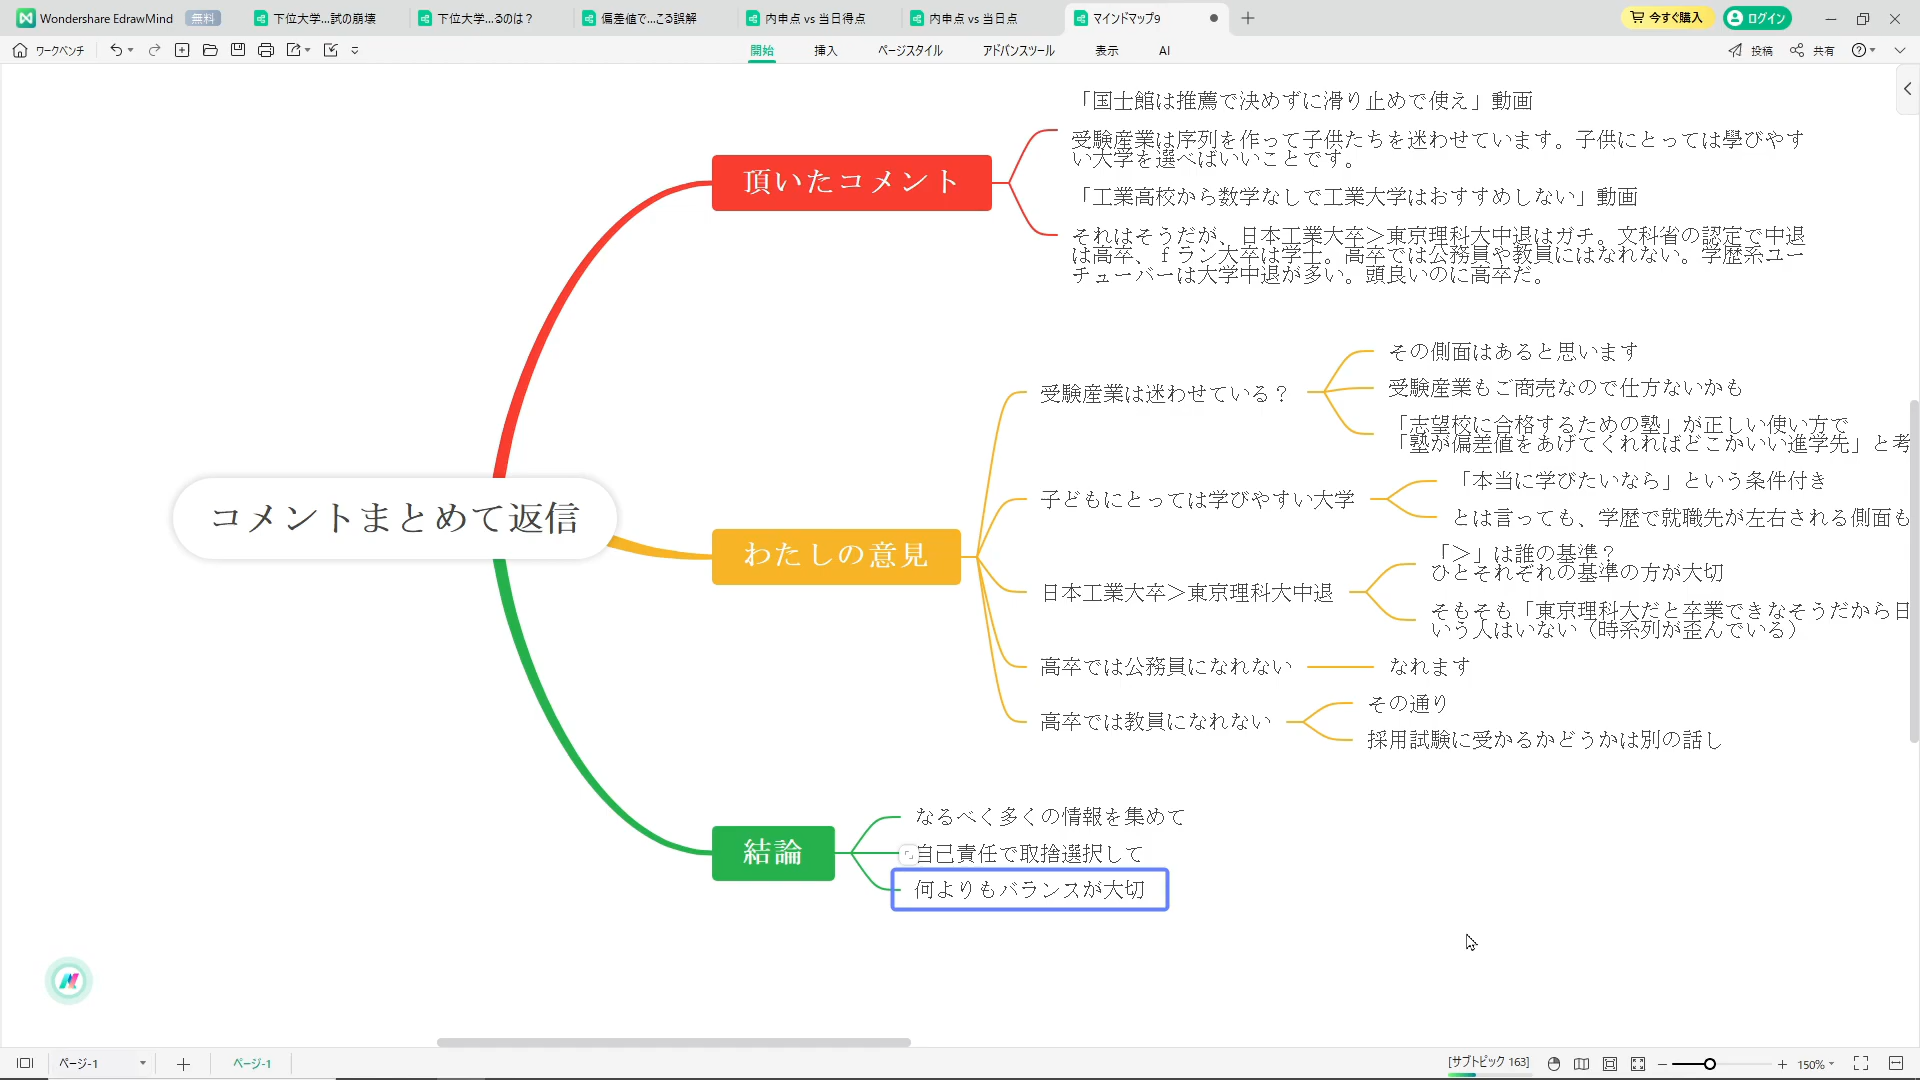 Wondershare EdrawMind 無料 下位大学...試の崩壊 下位大学...るのは？ 偏差値で...こる誤解 内申点 vs 当日得点 内申点 vs 当日点 マインドマップ9 今すぐ購入 ログイン
ワークベンチ 開始 挿入 ページスタイル アドバンスツール 表示 AI 投稿 共有
「国士館は推薦で決めずに滑り止めで使え」動画
受験産業は序列を作って子供たちを迷わせています。子供にとっては學びやす
い大学を選べばいいことです。
頂いたコメント
「工業高校から数学なしで工業大学はおすすめしない」動画
それはそうだが、日本工業大卒＞東京理科大中退はガチ。文科省の認定で中退
は高卒、ｆラン大卒は学士。高卒では公務員や教員にはなれない。学歴系ユー
チューバーは大学中退が多い。頭良いのに高卒だ。
コメントまとめて返信
わたしの意見
受験産業は迷わせている？
その側面はあると思います
受験産業もご商売なので仕方ないかも
「志望校に合格するための塾」が正しい使い方で
「塾が偏差値をあげてくれればどこかいい進学先」と考
子どもにとっては学びやすい大学
「本当に学びたいなら」という条件付き
とは言っても、学歴で就職先が左右される側面も
日本工業大卒＞東京理科大中退
「＞」は誰の基準？
ひとそれぞれの基準の方が大切
そもそも「東京理科大だと卒業できなそうだから日
いう人はいない（時系列が歪んでいる）
高卒では公務員になれない
なれます
高卒では教員になれない
その通り
採用試験に受かるかどうかは別の話し
結論
なるべく多くの情報を集めて
自己責任で取捨選択して
何よりもバランスが大切
ページ-1 ページ-1 [サブトピック 163] 150%